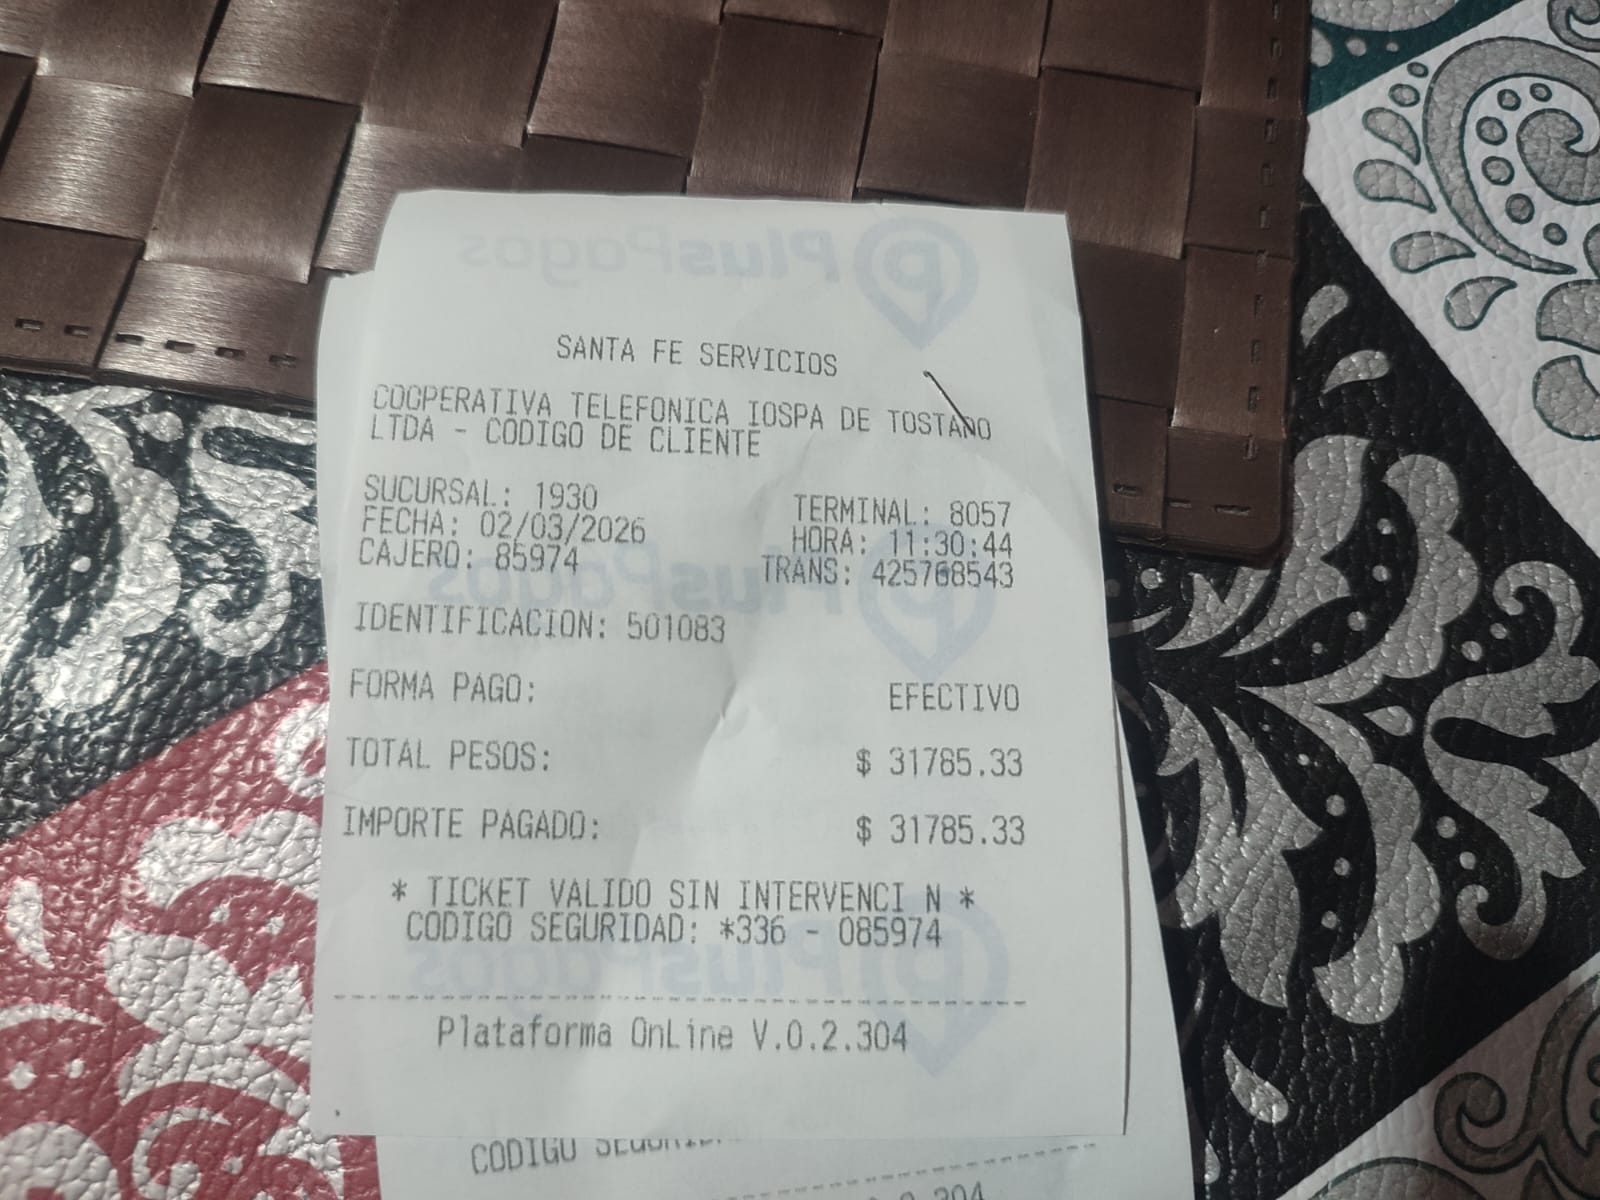 PlusPagos
SANTA FE SERVICIOS
COOPERATIVA TELEFONICA IOSPA DE TOSTADO
LTDA - CODIGO DE CLIENTE
SUCURSAL: 1930 TERMINAL: 8057
FECHA: 02/03/2026 HORA: 11:30:44
CAJERO: 85974 TRANS: 425768543
PlusPagos
IDENTIFICACION: 501083
FORMA PAGO: EFECTIVO
TOTAL PESOS: $ 31785.33
IMPORTE PAGADO: $ 31785.33
* TICKET VALIDO SIN INTERVENCI N *
CODIGO SEGURIDAD: *336 - 085974
PlusPagos
Plataforma OnLine V.0.2.304
CODIGO